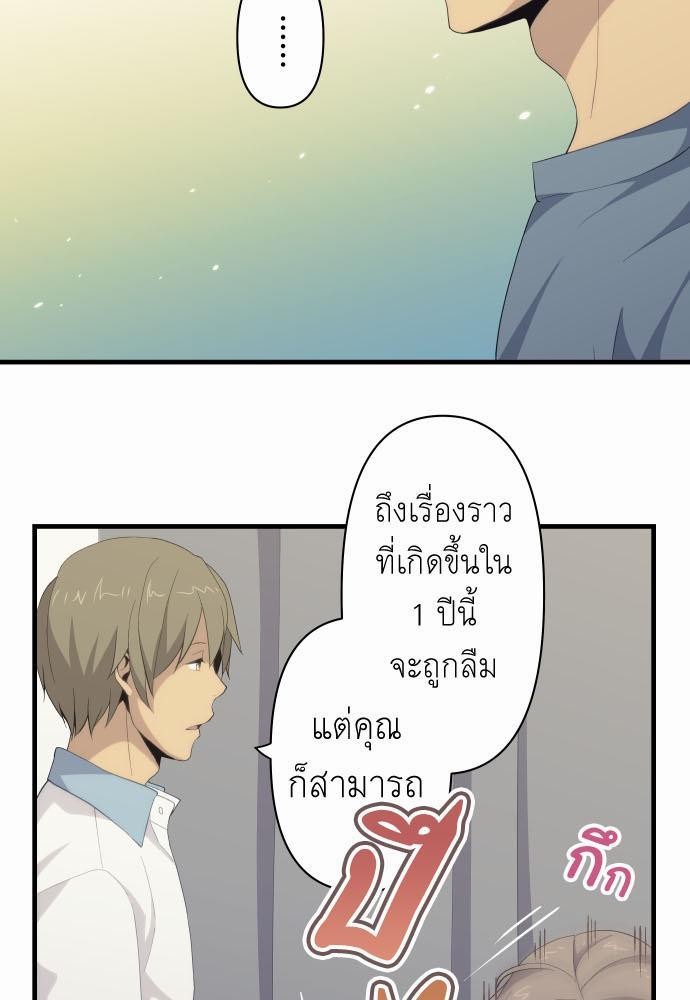 ......
ถึงเรื่องราว
ที่เกิดขึ้นใน
1 ปีนี้
จะถูกลืม
แต่คุณ
ก็สามารถ
ปึ
กึก